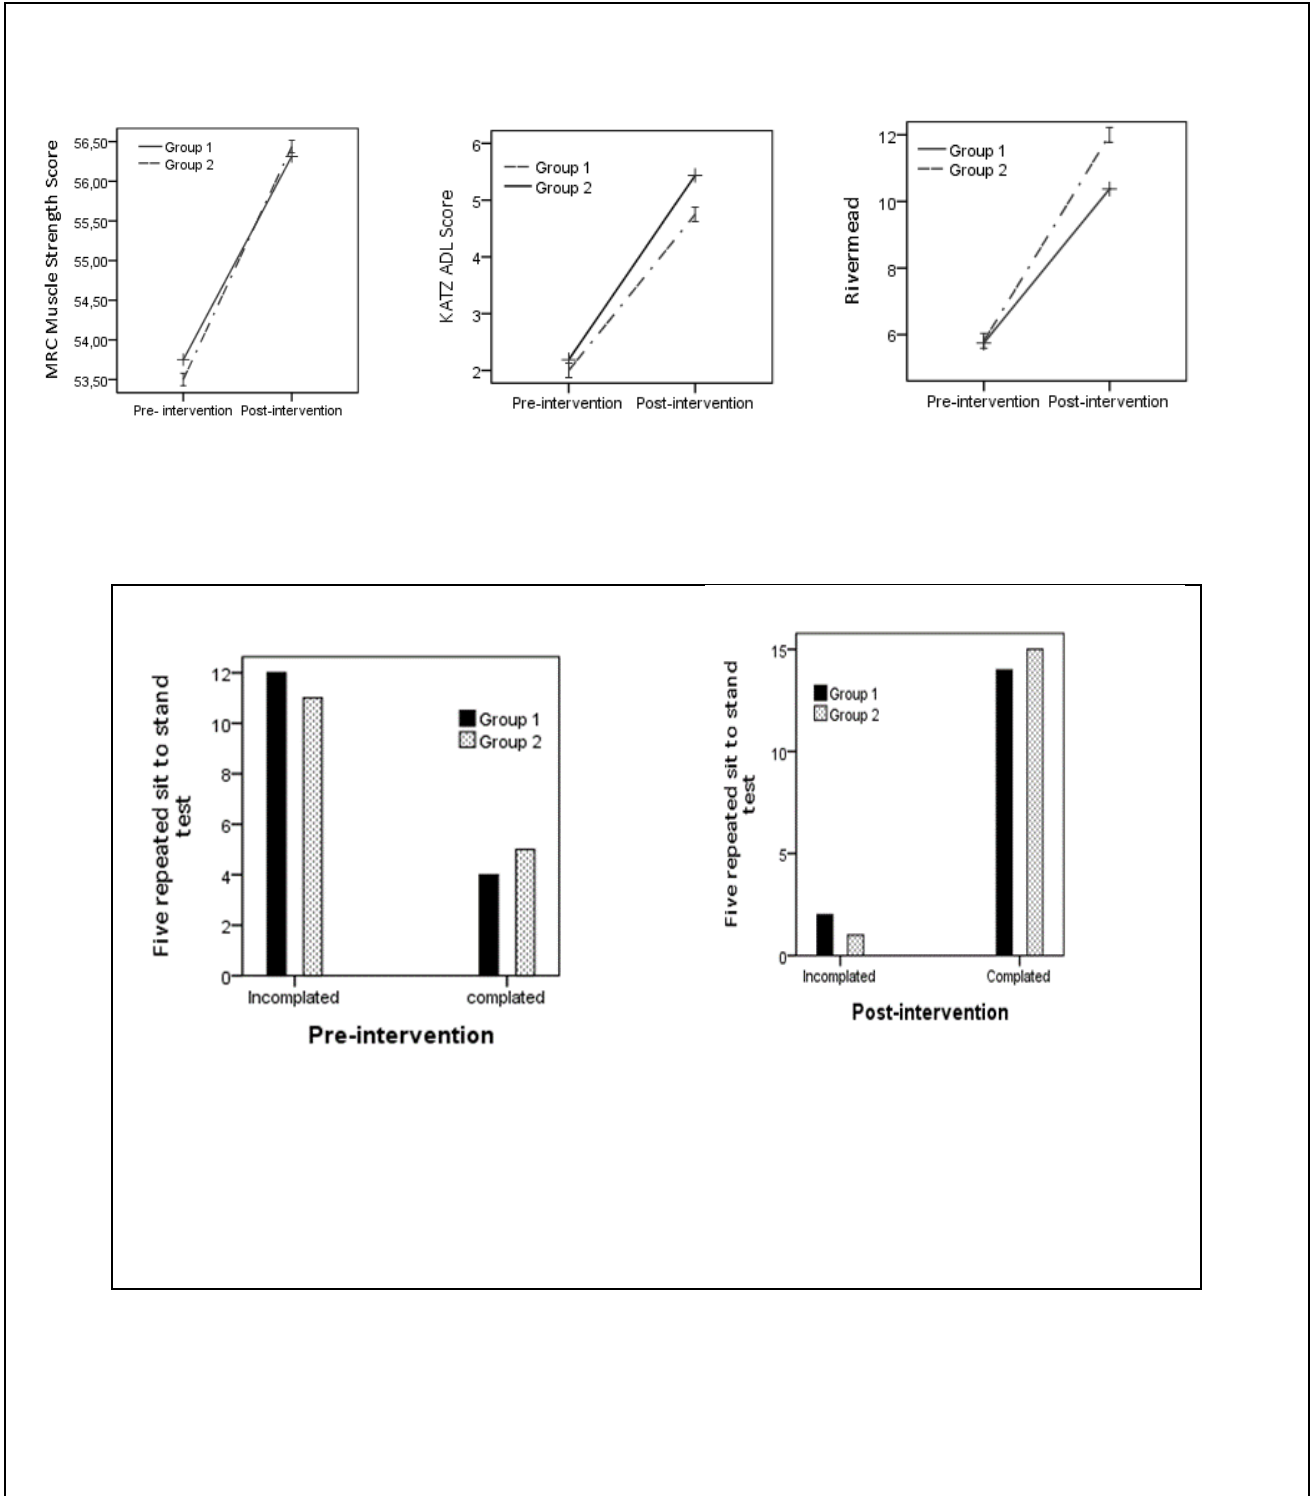 MRC Muscle Strength Score
56,50
56,00
55,50
55,00
54,50
54,00
53,50
Group 1
Group 2
Pre- intervention Post-intervention
KATZ ADL Score
6
5
4
3
2
Group 1
Group 2
Pre-intervention Post-intervention
Rivermead
12
10
8
6
Group 1
Group 2
Pre-intervention Post-intervention
Five repeated sit to stand
test
12
10
8
6
4
2
0
Group 1
Group 2
Incomplated complated
Pre-intervention
Five repeated sit to stand
test
15
10
5
0
Group 1
Group 2
Incomplated Complated
Post-intervention